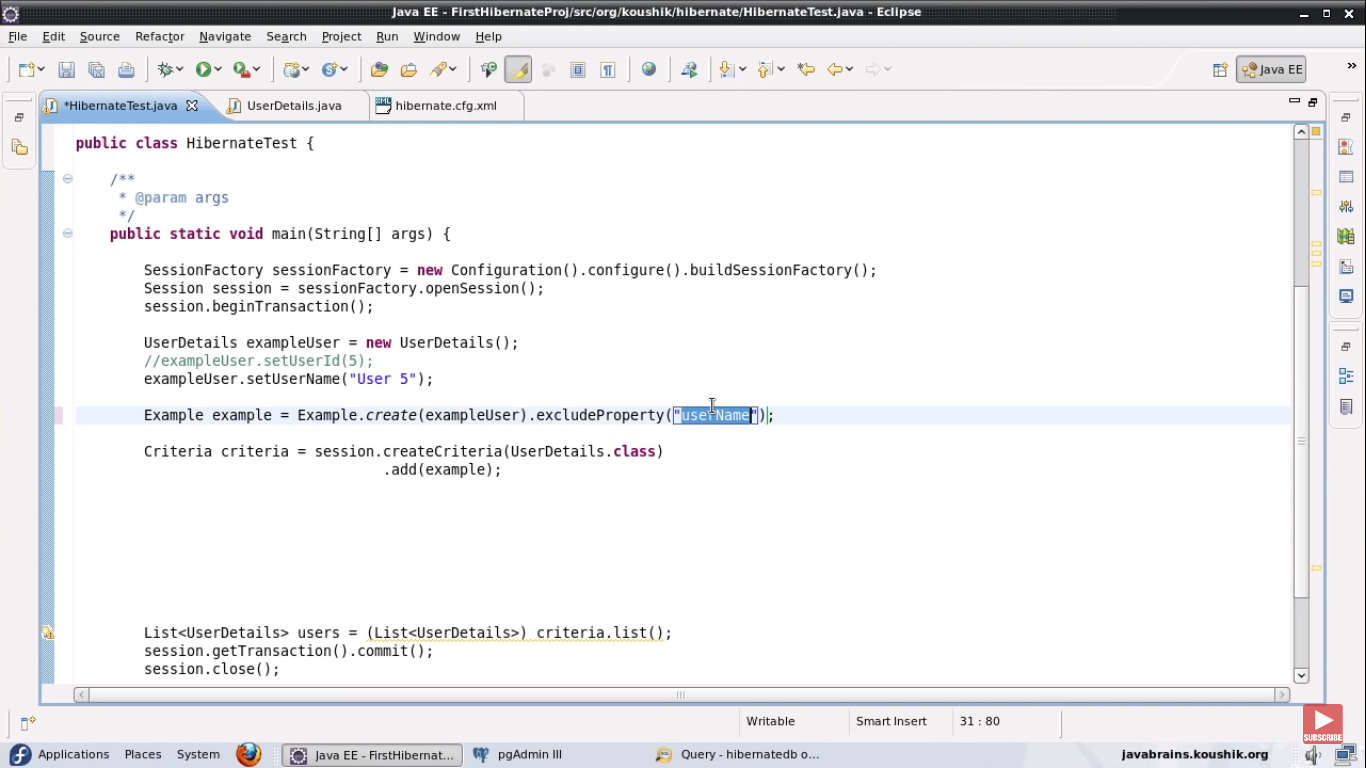 Java EE - FirstHibernateProj/src/org/koushik/hibernate/HibernateTest.java - Eclipse
File Edit Source Refactor Navigate Search Project Run Window Help
Java EE »
*HibernateTest.java UserDetails.java hibernate.cfg.xml
public class HibernateTest {
/**
* @param args
*/
public static void main(String[] args) {
SessionFactory sessionFactory = new Configuration().configure().buildSessionFactory();
Session session = sessionFactory.openSession();
session.beginTransaction();
UserDetails exampleUser = new UserDetails();
//exampleUser.setUserId(5);
exampleUser.setUserName("User 5");
Example example = Example.create(exampleUser).excludeProperty("userName");
Criteria criteria = session.createCriteria(UserDetails.class)
.add(example);
List<UserDetails> users = (List<UserDetails>) criteria.list();
session.getTransaction().commit();
session.close();
Writable Smart Insert 31 : 80
SUBSCRIBE
Applications Places System Java EE - FirstHibernat... pgAdmin III Query - hibernatedb o... javabrains.koushik.org